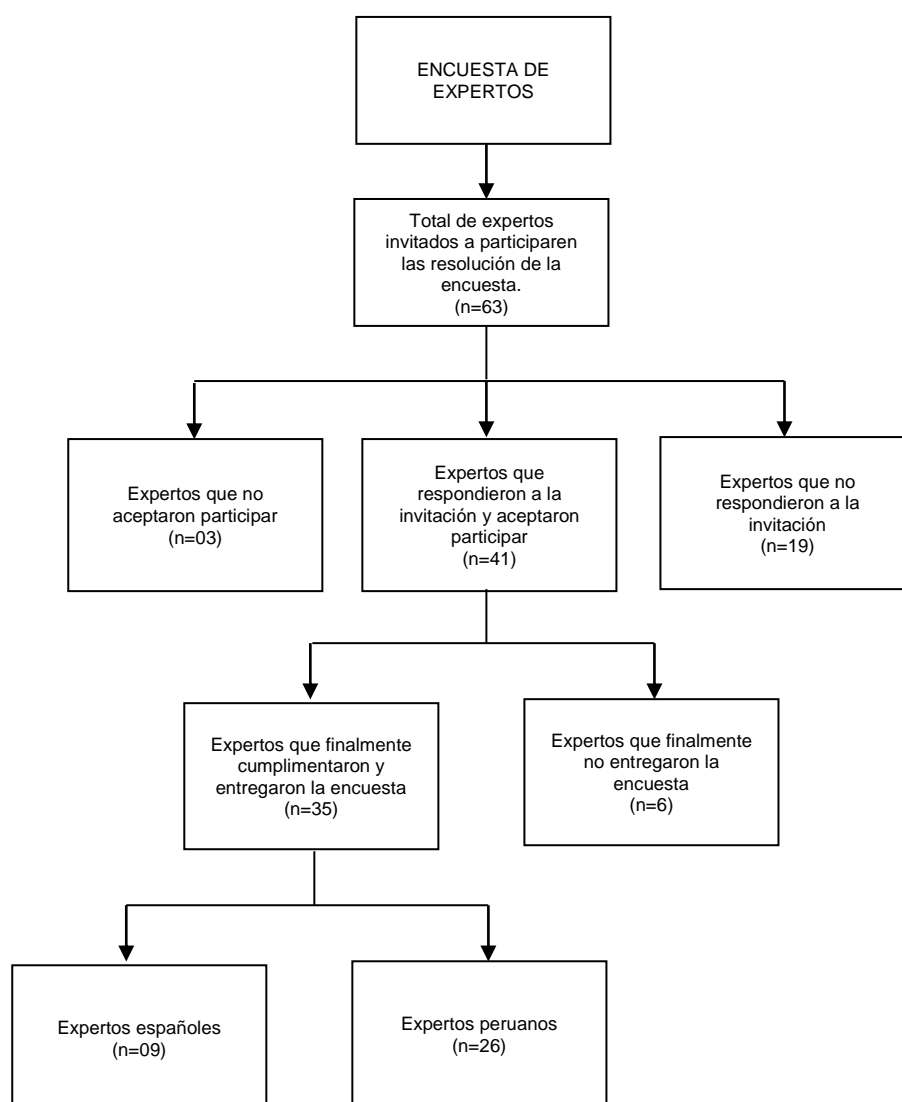 ENCUESTA DE
EXPERTOS
Total de expertos
invitados a participaren
las resolución de la
encuesta.
(n=63)
Expertos que no
aceptaron participar
(n=03)
Expertos que
respondieron a la
invitación y aceptaron
participar
(n=41)
Expertos que no
respondieron a la
invitación
(n=19)
Expertos que finalmente
cumplimentaron y
entregaron la encuesta
(n=35)
Expertos que finalmente
no entregaron la
encuesta
(n=6)
Expertos españoles
(n=09)
Expertos peruanos
(n=26)